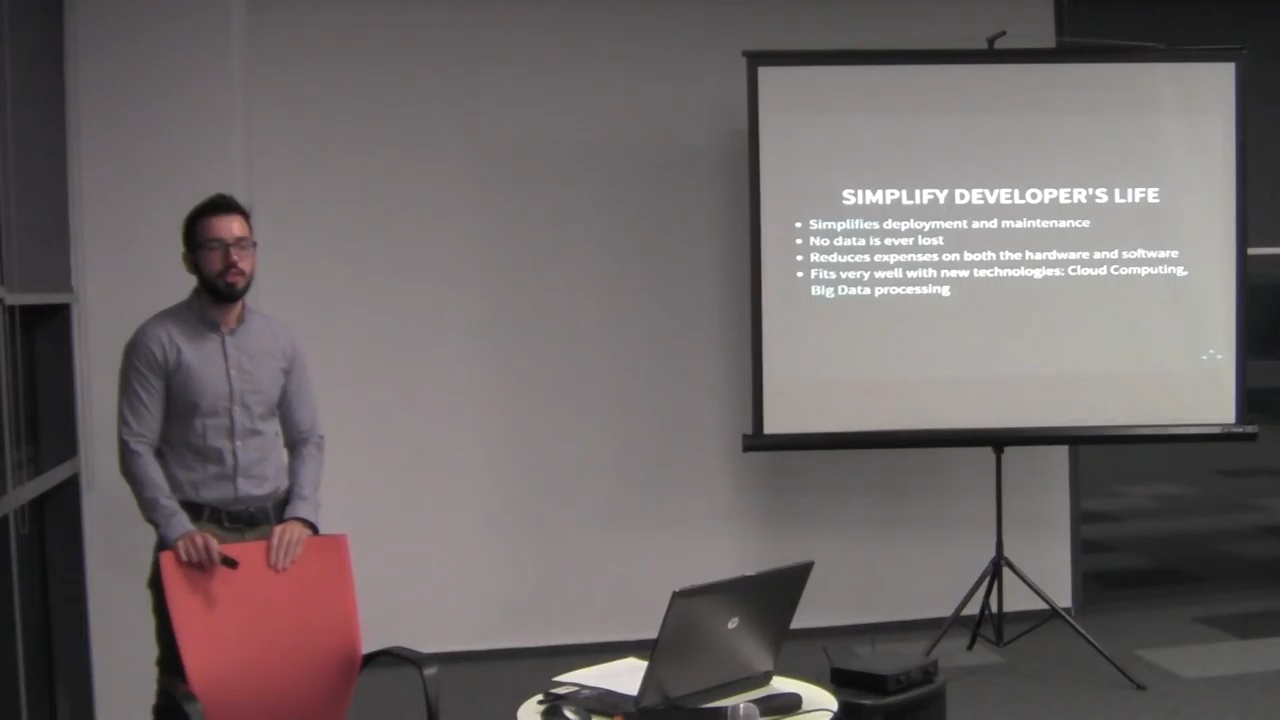 SIMPLIFY DEVELOPER'S LIFE
• Simplifies deployment and maintenance
• No data is ever lost
• Reduces expenses on both the hardware and software
• Fits very well with new technologies: Cloud Computing,
Big Data processing
hp